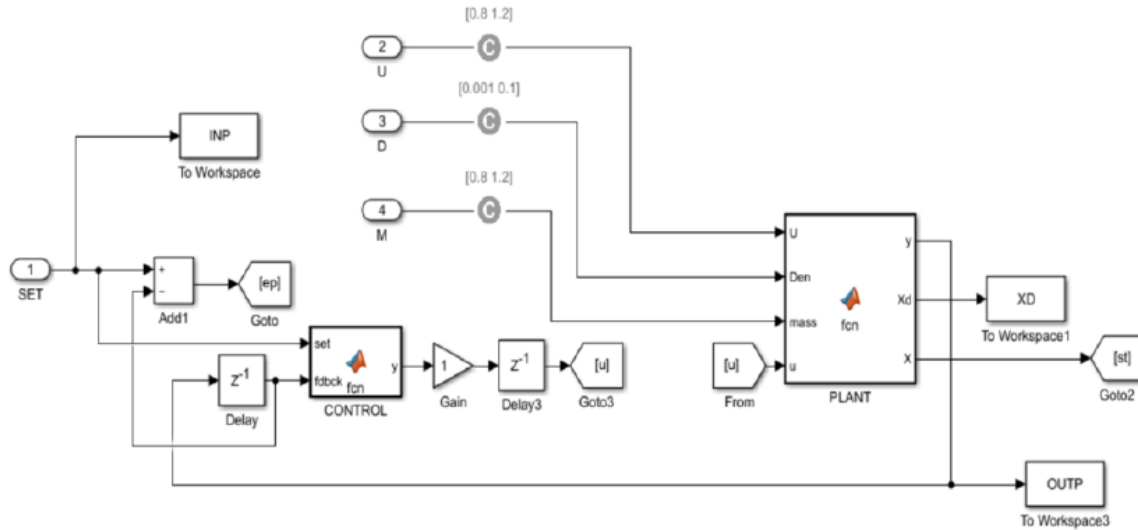 [0.8 1.2]
2
C
U
[0.001 0.1]
3
C
D
INP
To Workspace
[0.8 1.2]
4
C
M
U
y
1
SET
+
−
Add1
[ep]
Goto
Den
fcn
Xd
XD
To Workspace1
mass
set
fdbck
fcn
y
CONTROL
1
Gain
Z-1
Delay3
[u]
Goto3
[u]
From
u
X
PLANT
[st]
Goto2
Z-1
Delay
OUTP
To Workspace3